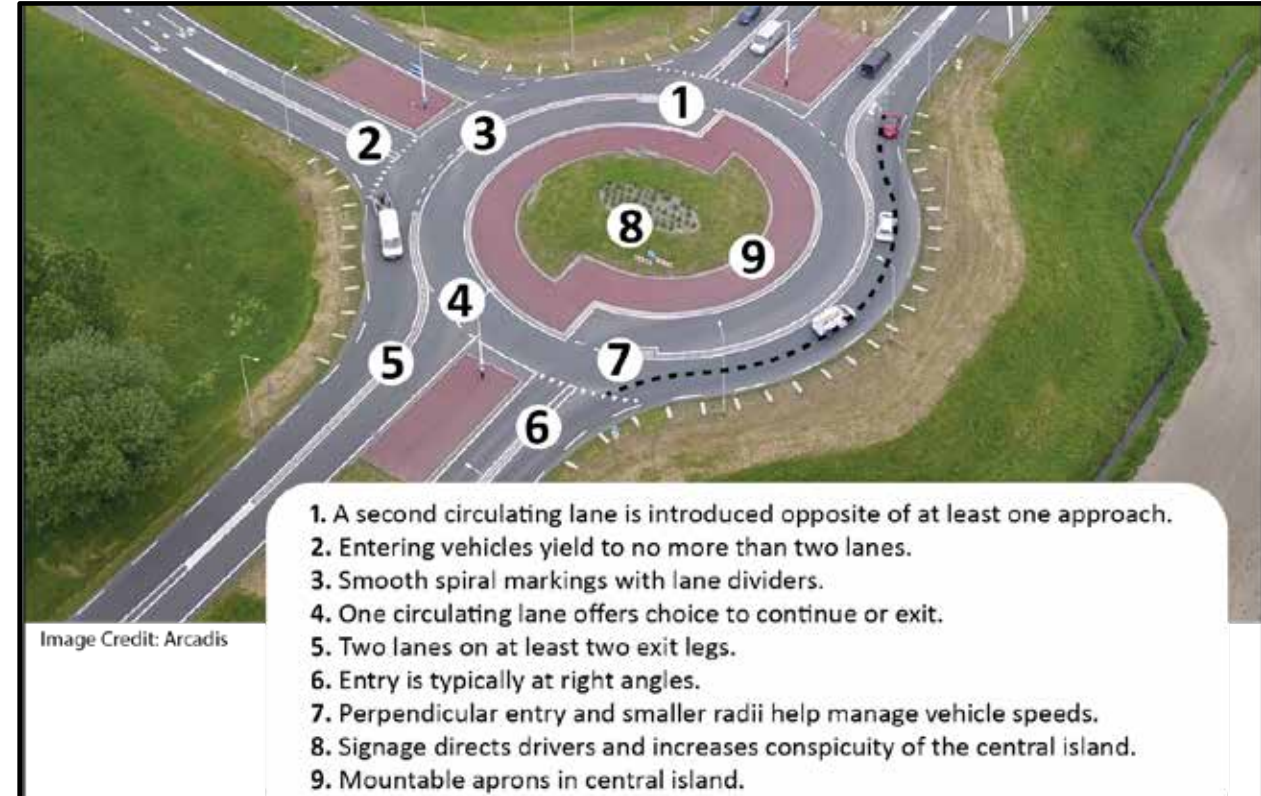 1
2
3
8
9
4
5
7
6
Image Credit: Arcadis
1. A second circulating lane is introduced opposite of at least one approach.
2. Entering vehicles yield to no more than two lanes.
3. Smooth spiral markings with lane dividers.
4. One circulating lane offers choice to continue or exit.
5. Two lanes on at least two exit legs.
6. Entry is typically at right angles.
7. Perpendicular entry and smaller radii help manage vehicle speeds.
8. Signage directs drivers and increases conspicuity of the central island.
9. Mountable aprons in central island.